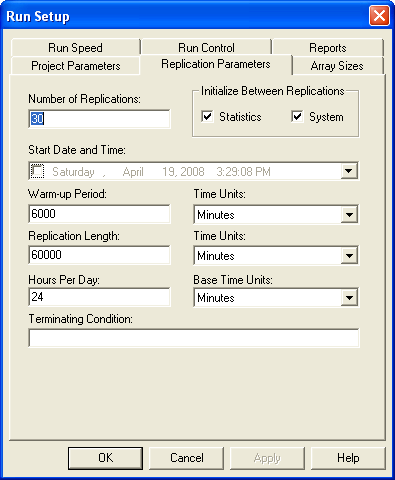 Run Setup
Run Speed Run Control Reports
Project Parameters Replication Parameters Array Sizes
Number of Replications: Initialize Between Replications
30 Statistics System
Start Date and Time:
Saturday , April 19, 2008 3:29:08 PM
Warm-up Period: Time Units:
6000 Minutes
Replication Length: Time Units:
60000 Minutes
Hours Per Day: Base Time Units:
24 Minutes
Terminating Condition:
OK Cancel Apply Help